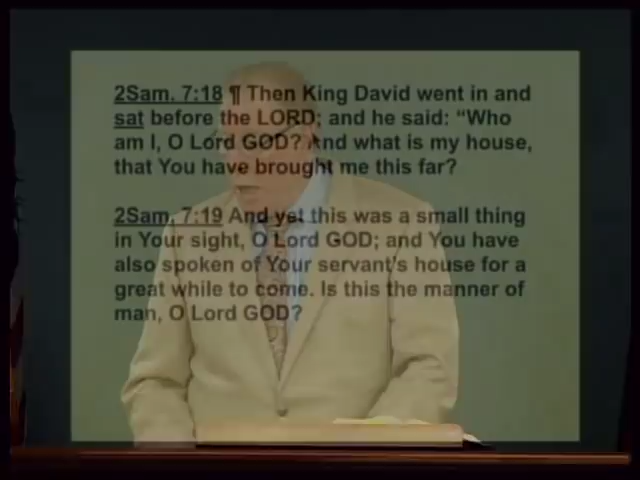 2Sam. 7:18 ¶ Then King David went in and
sat before the LORD; and he said: “Who
am I, O Lord GOD? And what is my house,
that You have brought me this far?
2Sam. 7:19 And yet this was a small thing
in Your sight, O Lord GOD; and You have
also spoken of Your servant's house for a
great while to come. Is this the manner of
man, O Lord GOD?